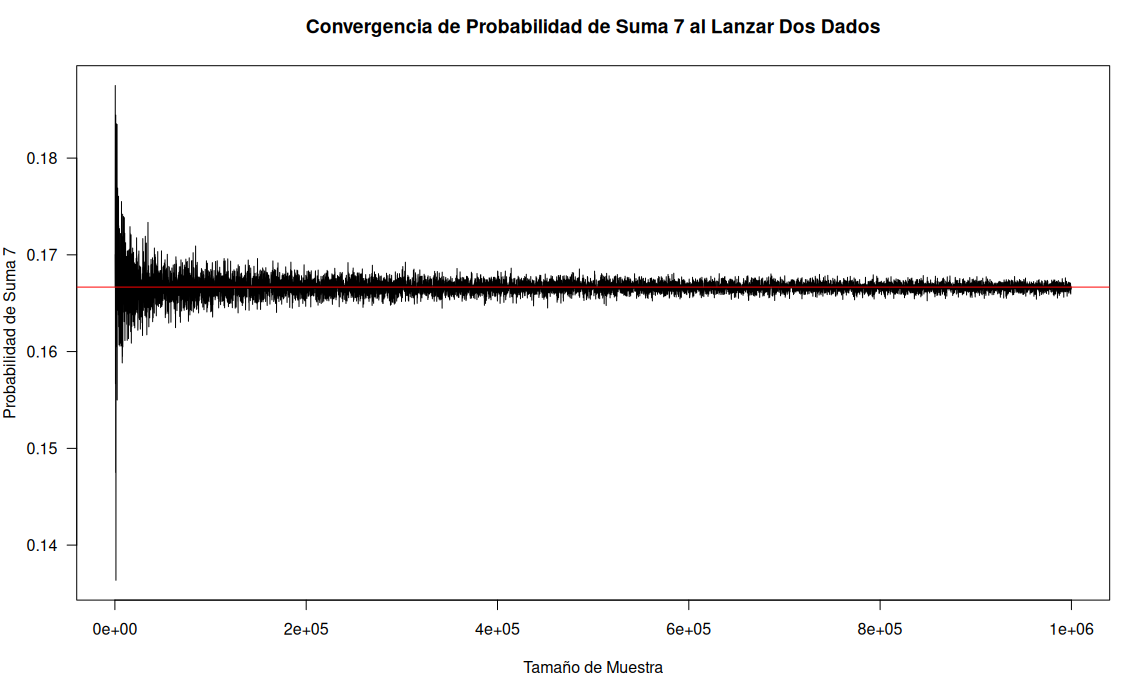 Convergencia de Probabilidad de Suma 7 al Lanzar Dos Dados
Probabilidad de Suma 7
0.18
0.17
0.16
0.15
0.14
0e+00 2e+05 4e+05 6e+05 8e+05 1e+06
Tamaño de Muestra